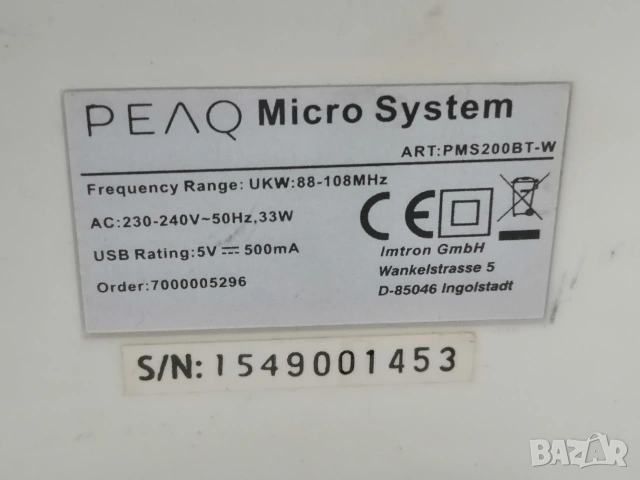 PEAQ Micro System
ART:PMS200BT-W
Frequency Range: UKW:88-108MHz
AC:230-240V~50Hz,33W
USB Rating:5V⎓500mA
Order:7000005296
CE
Imtron GmbH
Wankelstrasse 5
D-85046 Ingolstadt
S/N:1549001453
BAZAR